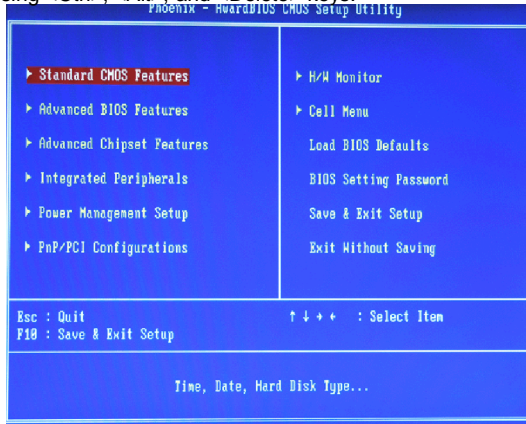 Phoenix - AwardBIOS CMOS Setup Utility
Standard CMOS Features
Advanced BIOS Features
Advanced Chipset Features
Integrated Peripherals
Power Management Setup
PnP/PCI Configurations
H/W Monitor
Cell Menu
Load BIOS Defaults
BIOS Setting Password
Save & Exit Setup
Exit Without Saving
Esc : Quit
F10 : Save & Exit Setup
↑ ↓ → ← : Select Item
Time, Date, Hard Disk Type...